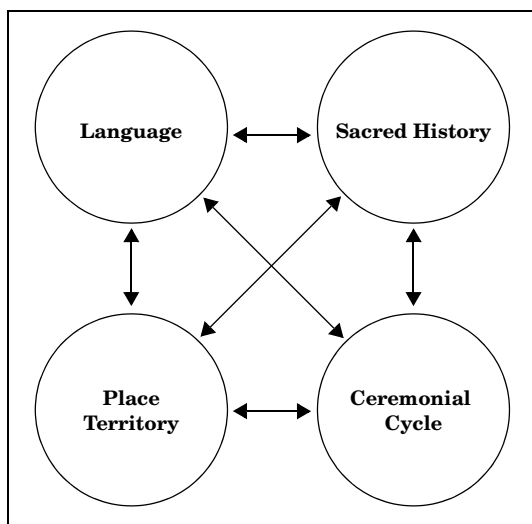 Language
Sacred History
Place
Territory
Ceremonial
Cycle